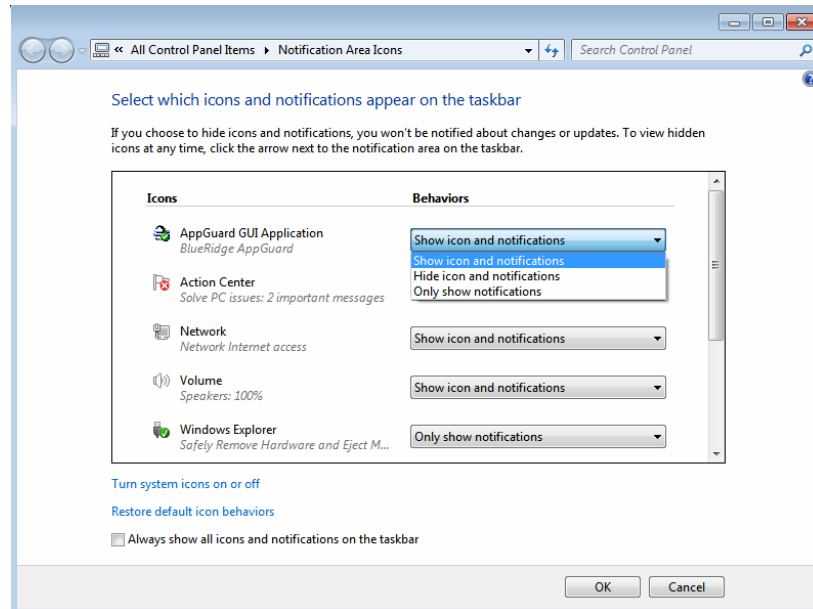 « All Control Panel Items ▸ Notification Area Icons
Search Control Panel
Select which icons and notifications appear on the taskbar
If you choose to hide icons and notifications, you won't be notified about changes or updates. To view hidden
icons at any time, click the arrow next to the notification area on the taskbar.
Icons
Behaviors
AppGuard GUI Application
BlueRidge AppGuard
Show icon and notifications
Show icon and notifications
Hide icon and notifications
Only show notifications
Action Center
Solve PC issues: 2 important messages
Network
Network Internet access
Show icon and notifications
Volume
Speakers: 100%
Show icon and notifications
Windows Explorer
Safely Remove Hardware and Eject M...
Only show notifications
Turn system icons on or off
Restore default icon behaviors
Always show all icons and notifications on the taskbar
OK
Cancel